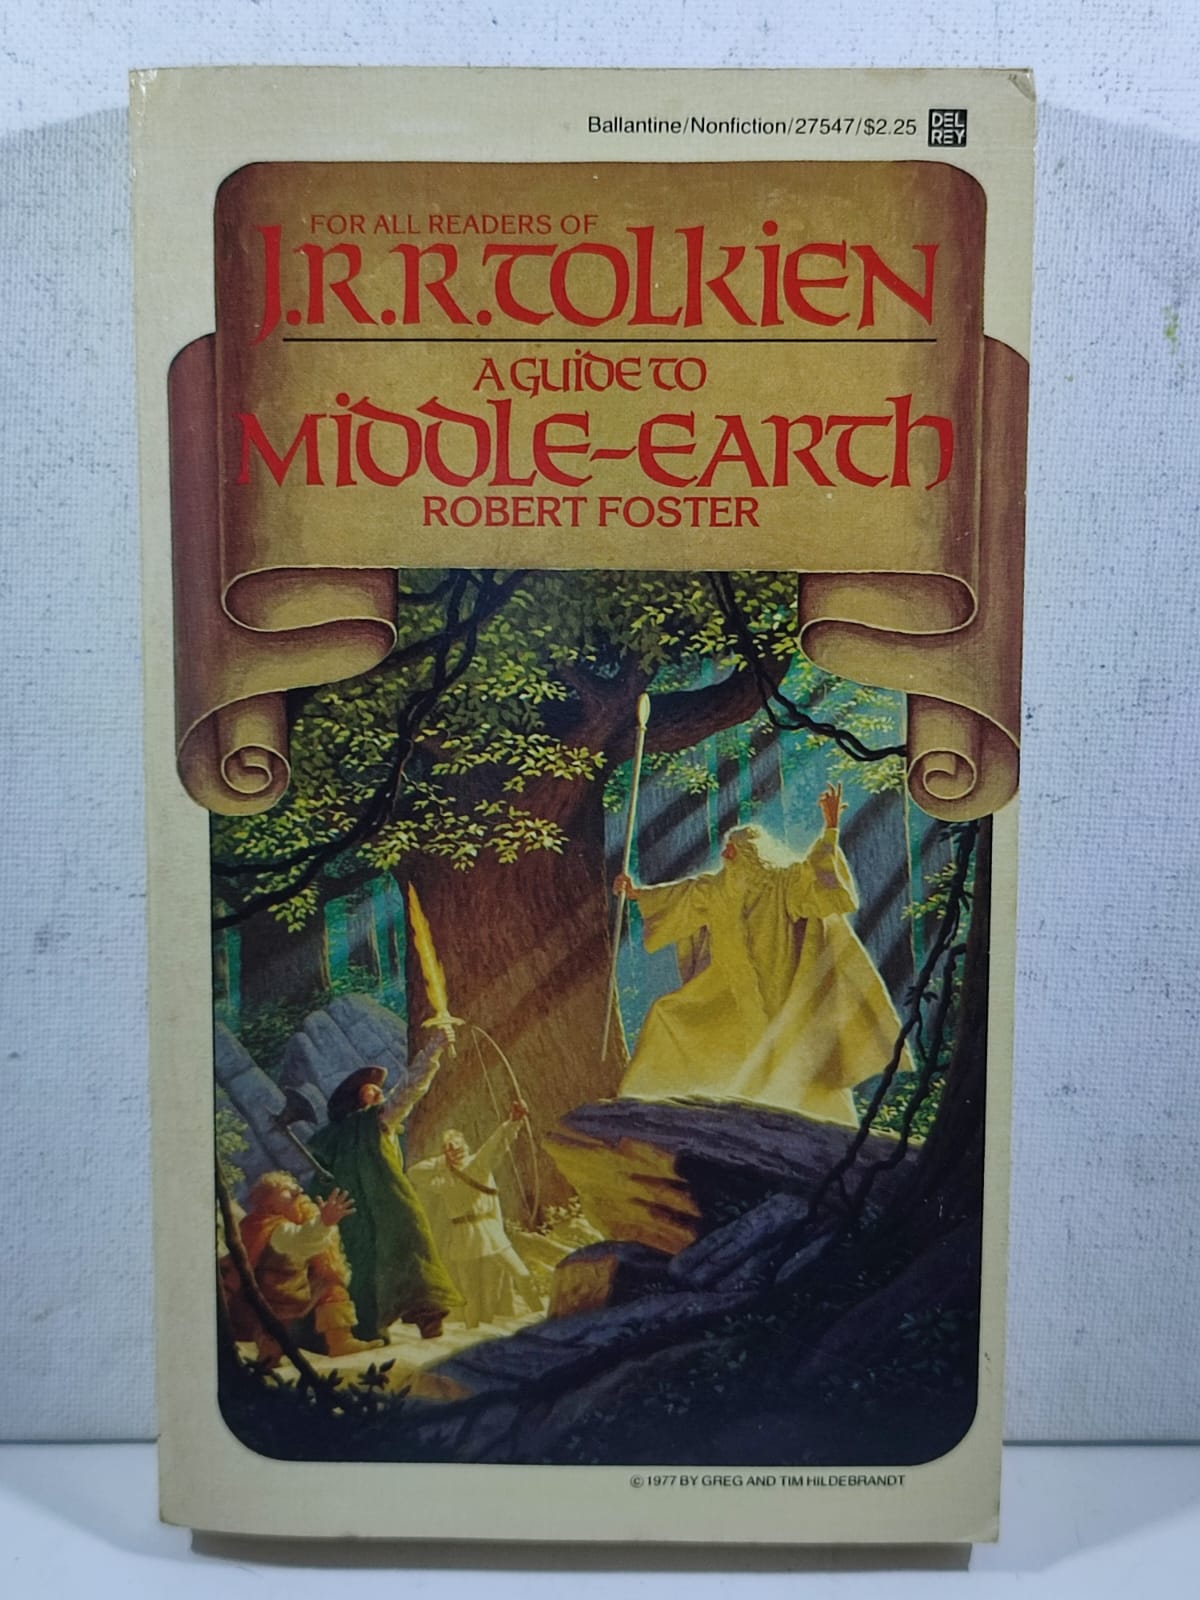 Ballantine/Nonfiction/27547/$2.25
DEL
REY
FOR ALL READERS OF
J.R.R. TOLKIEN
A GUIDE TO
MIDDLE-EARTH
ROBERT FOSTER
© 1977 BY GREG AND TIM HILDEBRANDT